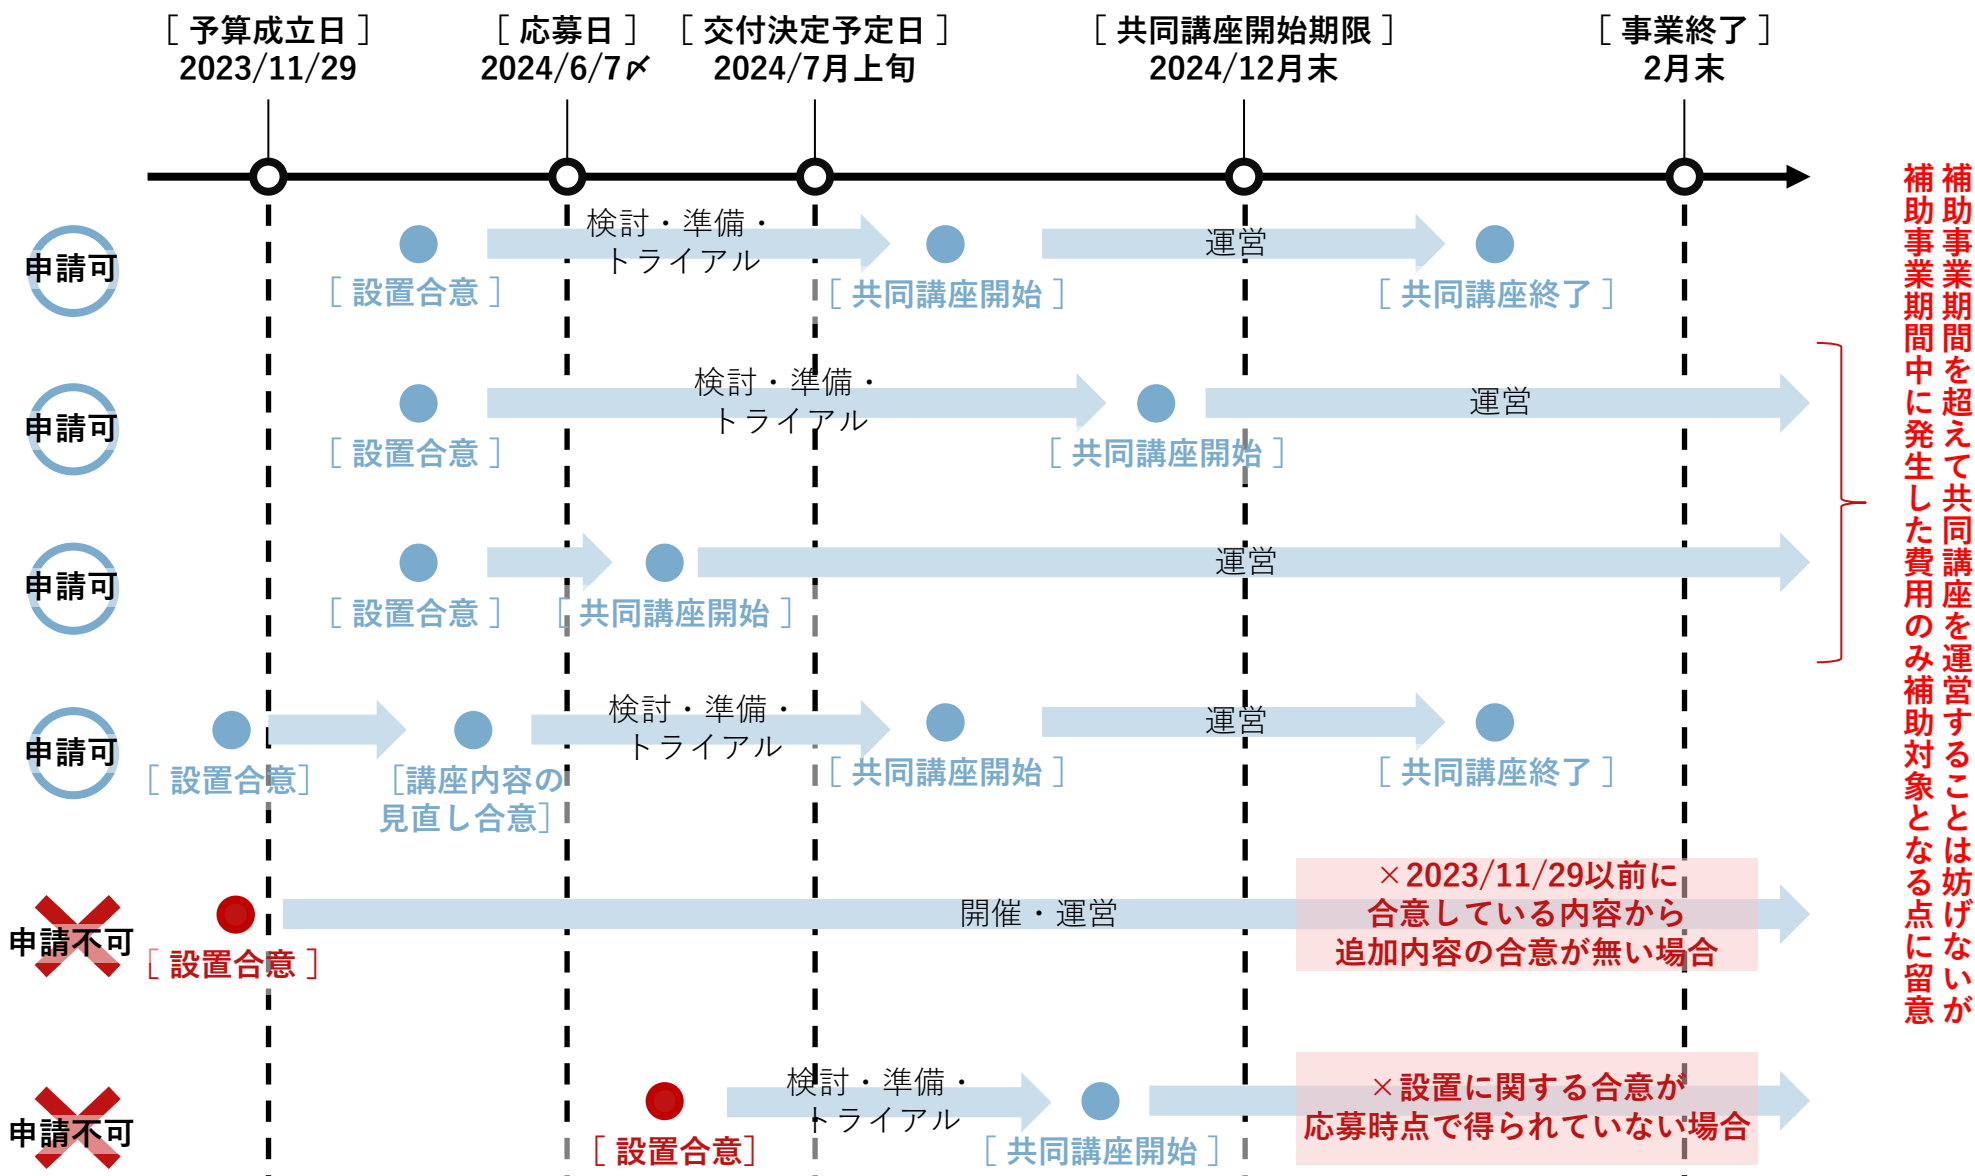 ［ 予算成立日 ］
2023/11/29
［ 応募日 ］
2024/6/7〆
［ 交付決定予定日 ］
2024/7月上旬
［ 共同講座開始期限 ］
2024/12月末
［ 事業終了 ］
2月末
申請可
［ 設置合意 ］
検討・準備・
トライアル
［ 共同講座開始 ］
運営
［ 共同講座終了 ］
申請可
［ 設置合意 ］
検討・準備・
トライアル
［ 共同講座開始 ］
運営
申請可
［ 設置合意 ］
［ 共同講座開始 ］
運営
申請可
［ 設置合意］
［講座内容の
見直し合意］
検討・準備・
トライアル
［ 共同講座開始 ］
運営
［ 共同講座終了 ］
申請不可
［ 設置合意 ］
開催・運営
×2023/11/29以前に
合意している内容から
追加内容の合意が無い場合
申請不可
［ 設置合意］
検討・準備・
トライアル
［ 共同講座開始 ］
×設置に関する合意が
応募時点で得られていない場合
補助事業期間を超えて共同講座を運営することは妨げないが
補助事業期間中に発生した費用のみ補助対象となる点に留意